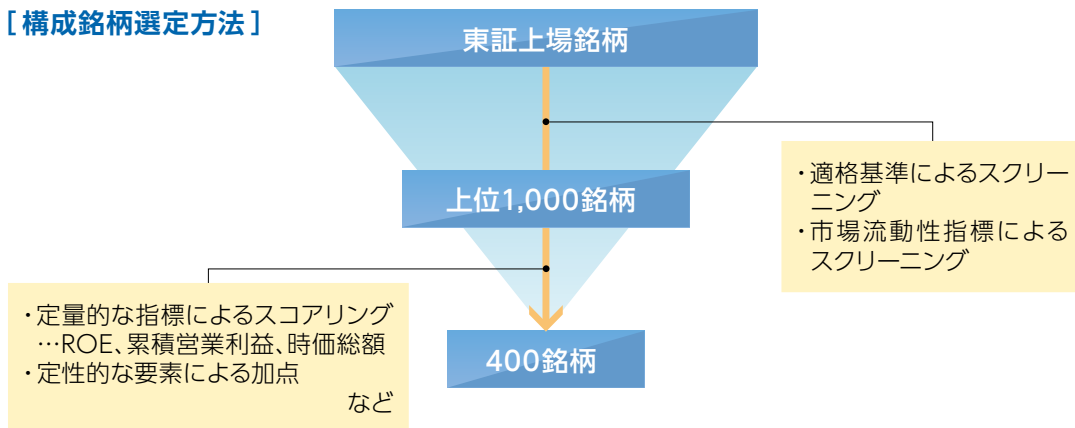 [構成銘柄選定方法]
東証上場銘柄
・適格基準によるスクリー
ニング
・市場流動性指標による
スクリーニング
上位1,000銘柄
・定量的な指標によるスコアリング
…ROE、累積営業利益、時価総額
・定性的な要素による加点
など
400銘柄